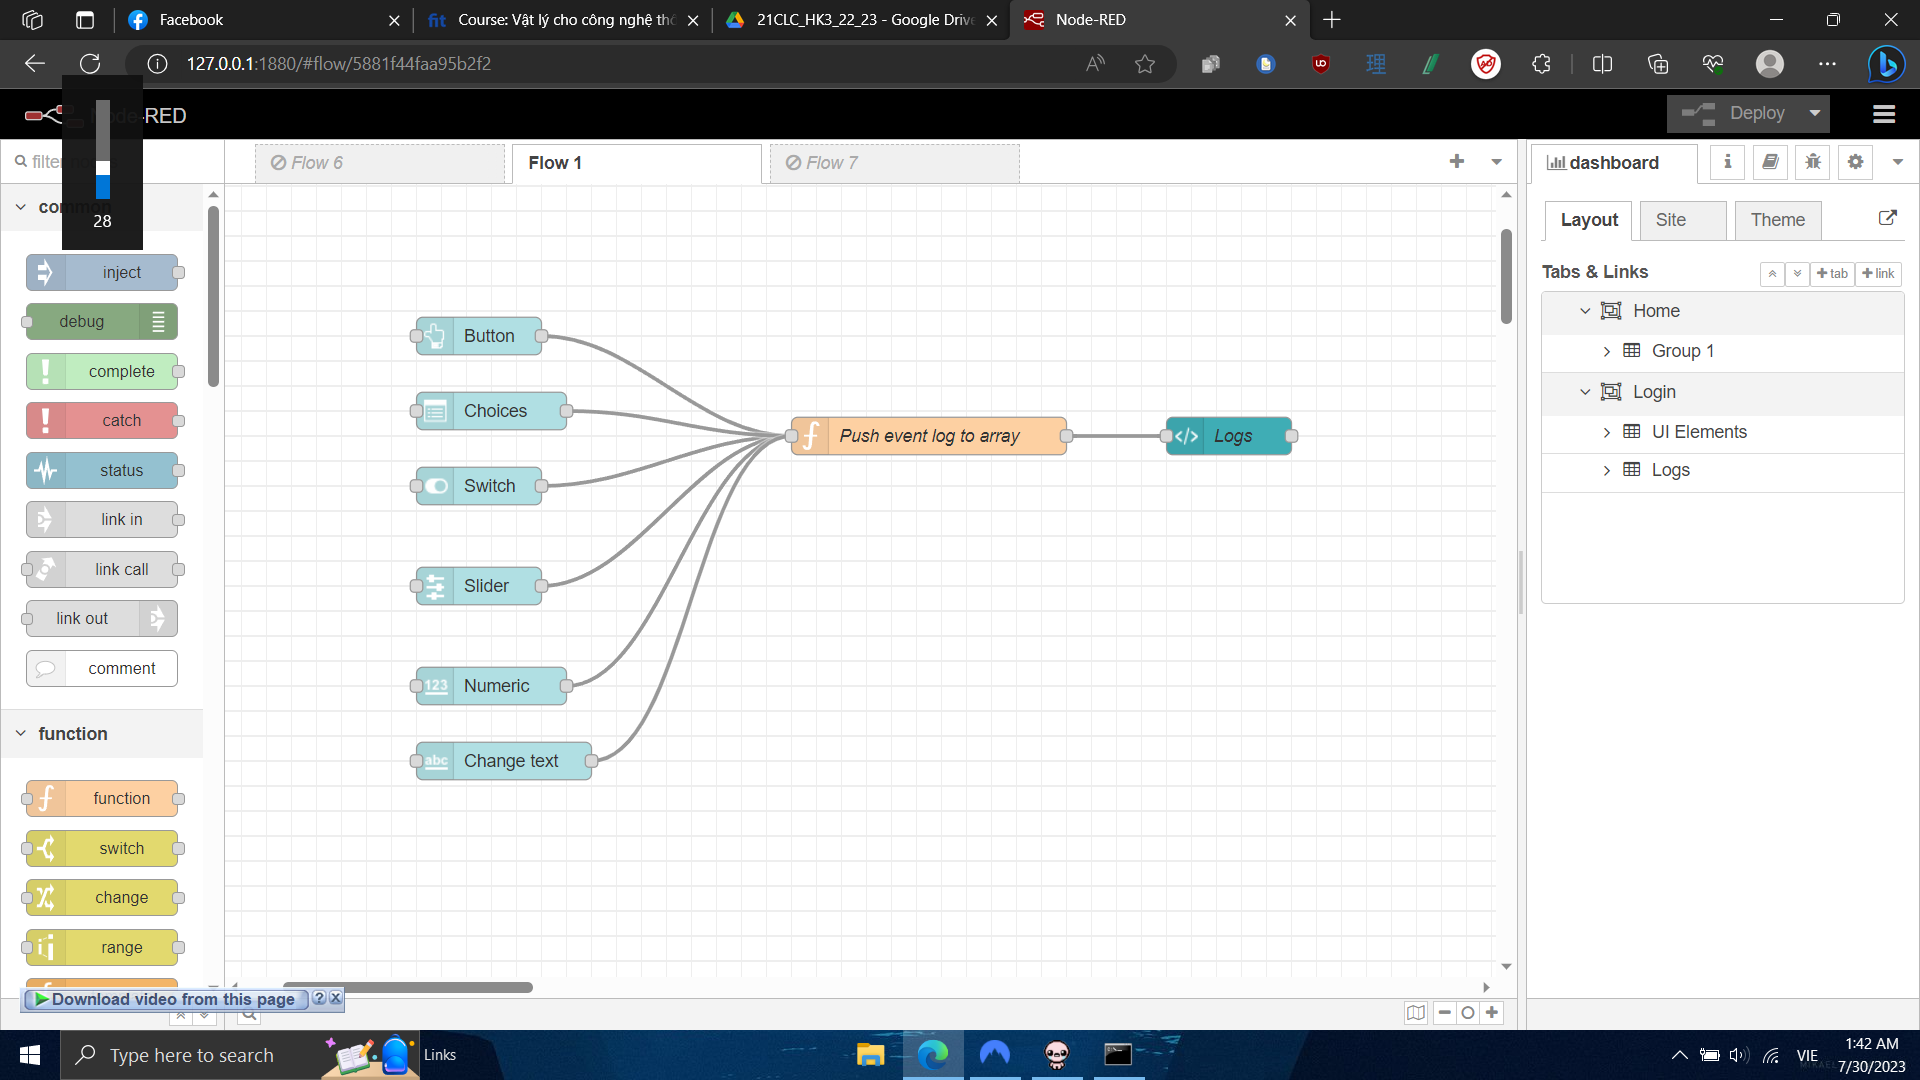 Facebook
Course: Vật lý cho công nghệ thô
21CLC_HK3_22_23 - Google Drive
Node-RED
127.0.0.1:1880/#flow/5881f44faa95b2f2
Node-RED
Deploy
28
filter
Flow 6
Flow 1
Flow 7
dashboard
common
inject
debug
complete
catch
status
link in
link call
link out
comment
function
function
switch
change
range
Button
Choices
Switch
Slider
123 Numeric
abc Change text
Push event log to array
</> Logs
Layout
Site
Theme
Tabs & Links
tab
link
Home
Group 1
Login
UI Elements
Logs
Download video from this page
Type here to search
Links
VIE
1:42 AM
7/30/2023